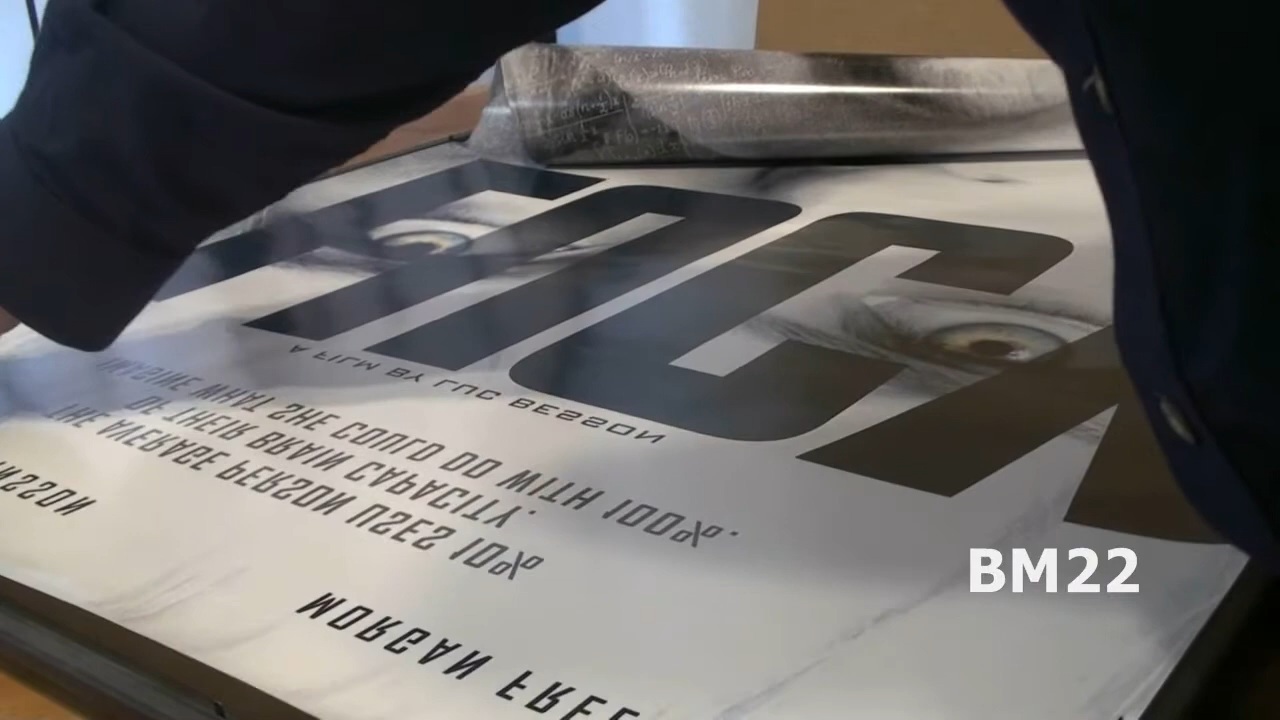 NSSON MORGAN FREE
THE AVERAGE PERSON USES 10%
OF THEIR BRAIN CAPACITY.
IMAGINE WHAT SHE COULD DO WITH 100%.
A FILM BY LUC BESSON
LUCY
BM22